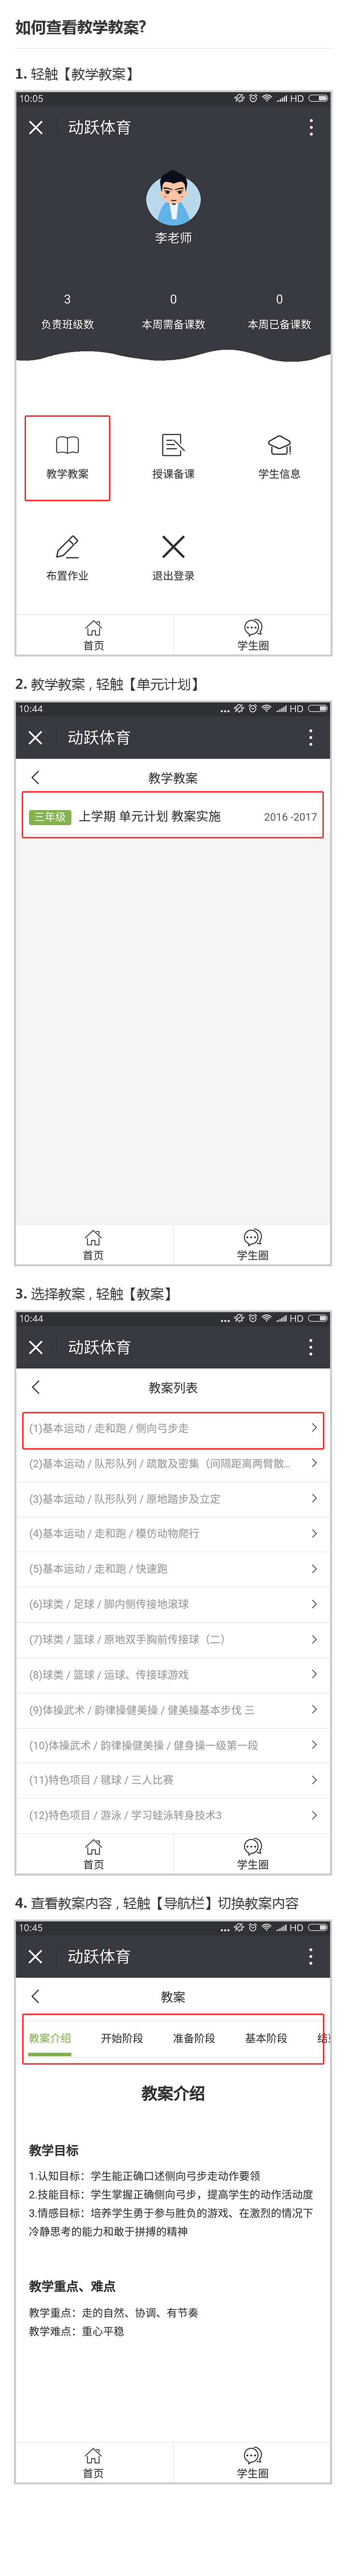 如何查看教学教案?
1. 轻触【教学教案】
10:05 HD
动跃体育
李老师
3 0 0
负责班级数 本周需备课数 本周已备课数
教学教案 授课备课 学生信息
布置作业 退出登录
首页 学生圈
2. 教学教案 , 轻触【单元计划】
10:44 ... HD
动跃体育
教学教案
三年级 上学期 单元计划 教案实施 2016 -2017
首页 学生圈
3. 选择教案 , 轻触【教案】
10:44 ... HD
动跃体育
教案列表
(1)基本运动 / 走和跑 / 侧向弓步走
(2)基本运动 / 队形队列 / 疏散及密集（间隔距离两臂散...
(3)基本运动 / 队形队列 / 原地踏步及立定
(4)基本运动 / 走和跑 / 模仿动物爬行
(5)基本运动 / 走和跑 / 快速跑
(6)球类 / 足球 / 脚内侧传接地滚球
(7)球类 / 篮球 / 原地双手胸前传接球（二）
(8)球类 / 篮球 / 运球、传接球游戏
(9)体操武术 / 韵律操健美操 / 健美操基本步伐 三
(10)体操武术 / 韵律操健美操 / 健身操一级第一段
(11)特色项目 / 毽球 / 三人比赛
(12)特色项目 / 游泳 / 学习蛙泳转身技术3
首页 学生圈
4. 查看教案内容 , 轻触【导航栏】切换教案内容
10:45 ... HD
动跃体育
教案
教案介绍 开始阶段 准备阶段 基本阶段 结
教案介绍
教学目标
1.认知目标：学生能正确口述侧向弓步走动作要领
2.技能目标：学生掌握正确侧向弓步，提高学生的动作活动度
3.情感目标：培养学生勇于参与胜负的游戏、在激烈的情况下
冷静思考的能力和敢于拼搏的精神
教学重点、难点
教学重点：走的自然、协调、有节奏
教学难点：重心平稳
首页 学生圈